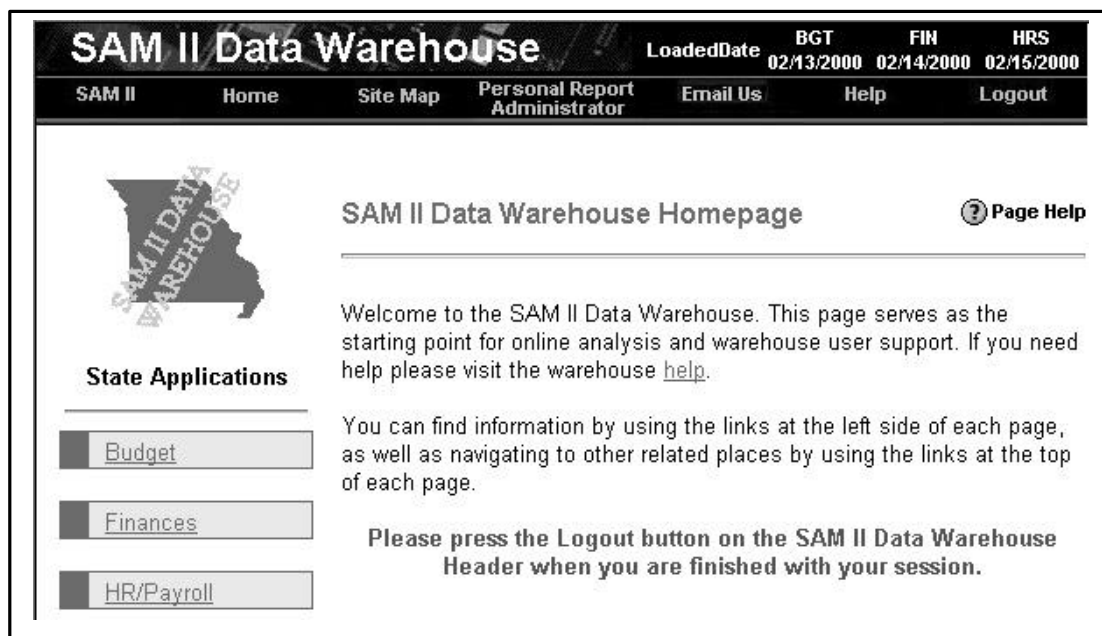 SAM II Data Warehouse
LoadedDate
BGT FIN HRS
02/13/2000 02/14/2000 02/15/2000
SAM II Home Site Map Personal Report Administrator Email Us Help Logout
SAM II DATA
WAREHOUSE
State Applications
Budget
Finances
HR/Payroll
SAM II Data Warehouse Homepage
? Page Help
Welcome to the SAM II Data Warehouse. This page serves as the
starting point for online analysis and warehouse user support. If you need
help please visit the warehouse help.
You can find information by using the links at the left side of each page,
as well as navigating to other related places by using the links at the top
of each page.
Please press the Logout button on the SAM II Data Warehouse
Header when you are finished with your session.